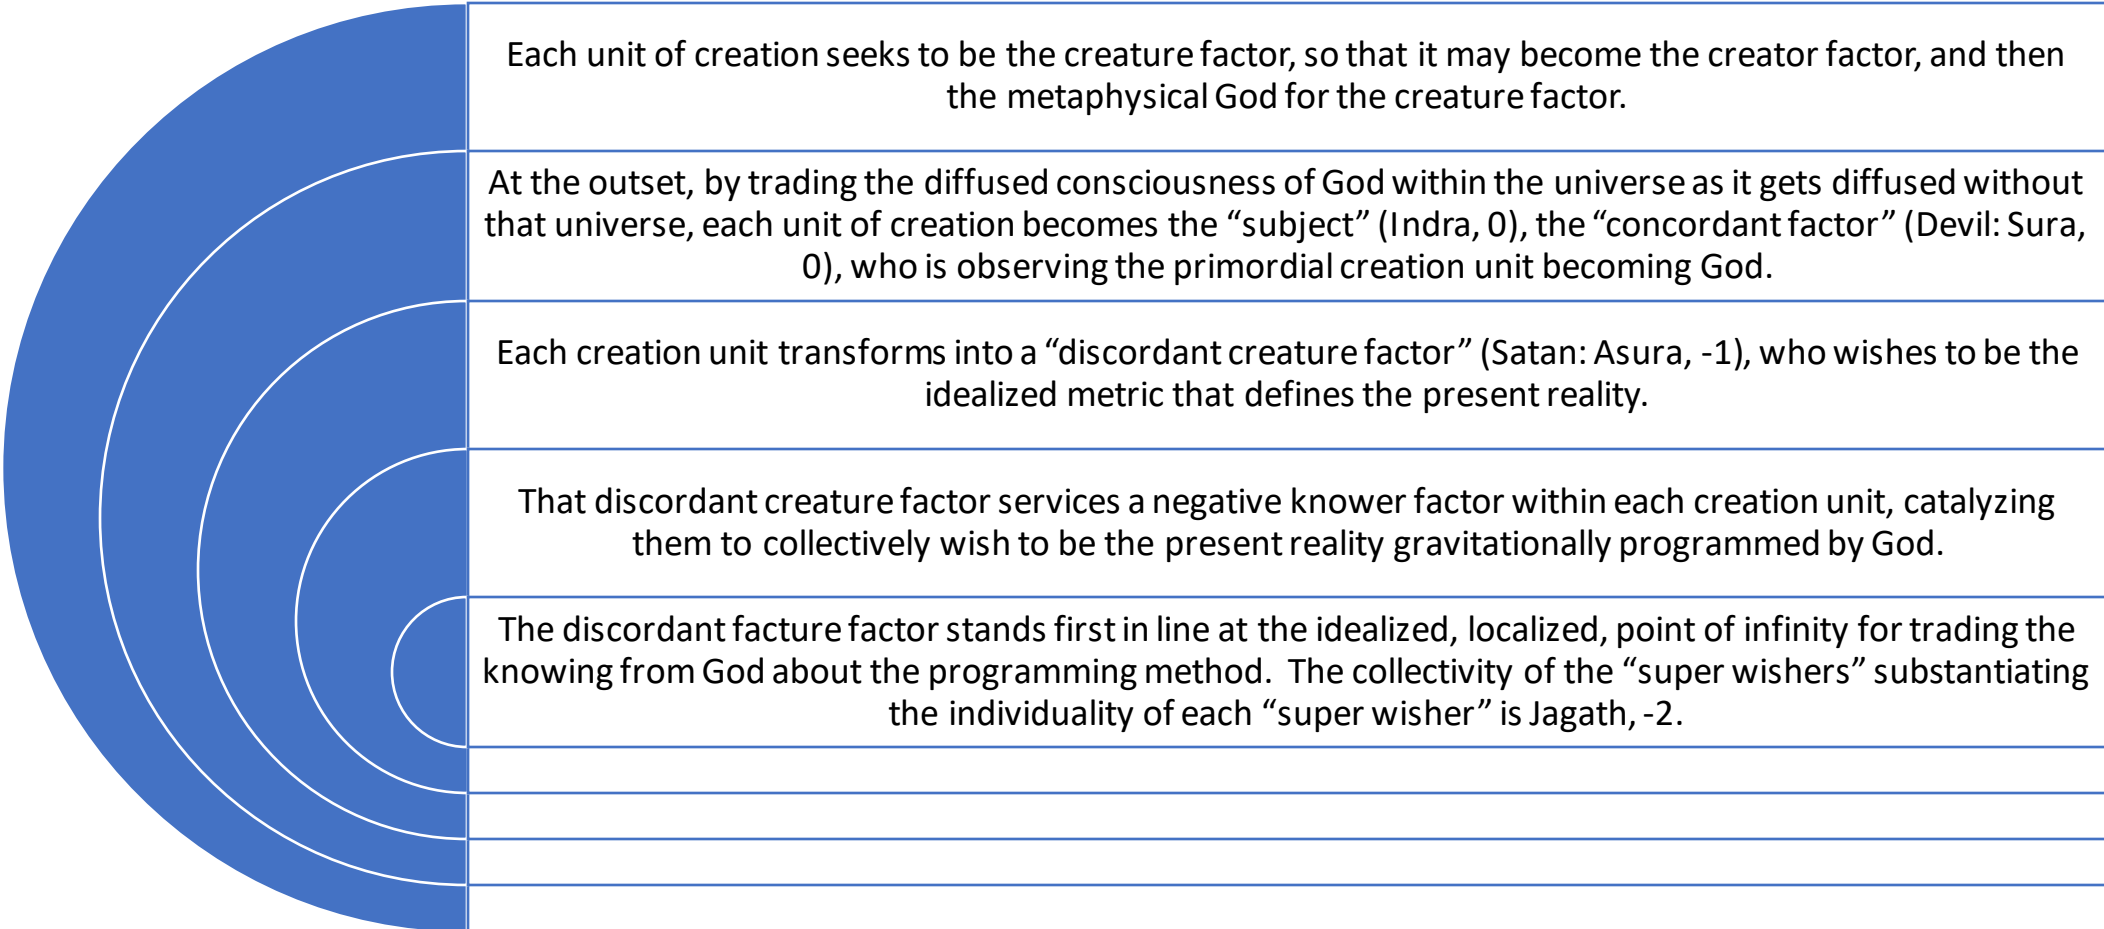 Each unit of creation seeks to be the creature factor, so that it may become the creator factor, and then
the metaphysical God for the creature factor.
At the outset, by trading the diffused consciousness of God within the universe as it gets diffused without
that universe, each unit of creation becomes the “subject” (Indra, 0), the “concordant factor” (Devil: Sura,
0), who is observing the primordial creation unit becoming God.
Each creation unit transforms into a “discordant creature factor” (Satan: Asura, -1), who wishes to be the
idealized metric that defines the present reality.
That discordant creature factor services a negative knower factor within each creation unit, catalyzing
them to collectively wish to be the present reality gravitationally programmed by God.
The discordant facture factor stands first in line at the idealized, localized, point of infinity for trading the
knowing from God about the programming method.  The collectivity of the “super wishers” substantiating
the individuality of each “super wisher” is Jagath, -2.